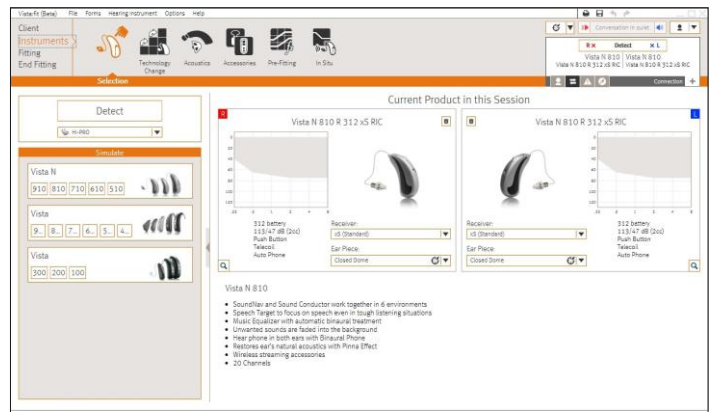 Vista:fit (Beta) File Forms Hearing Instrument Options Help
Client
Instruments
Fitting
End Fitting
Technology Change
Acoustics
Accessories
Pre-Fitting
In Situ
Selection
Conversation in quiet
R Detect L
Vista N 810 | Vista N 810
Vista N 810 R 312 xS RIC | Vista N 810 R 312 xS RIC
Connection +
Detect
Hi-PRO
Simulate
Vista N
910 810 710 610 510
Vista
9... 8... 7... 6... 5... 4...
Vista
300 200 100
Current Product in this Session
R
Vista N 810 R 312 xS RIC
312 battery
113/47 dB (2cc)
Push Button
Telecoil
Auto Phone
Receiver:
xS (Standard)
Ear Piece:
Closed Dome
L
Vista N 810 R 312 xS RIC
Receiver:
xS (Standard)
Ear Piece:
Closed Dome
312 battery
113/47 dB (2cc)
Push Button
Telecoil
Auto Phone
Vista N 810
• SoundNav and Sound Conductor work together in 6 environments
• Speech Target to focus on speech even in tough listening situations
• Music Equalizer with automatic binaural treatment
• Unwanted sounds are faded into the background
• Hear phone in both ears with Binaural Phone
• Restores ear's natural acoustics with Pinna Effect
• Wireless streaming accessories
• 20 Channels